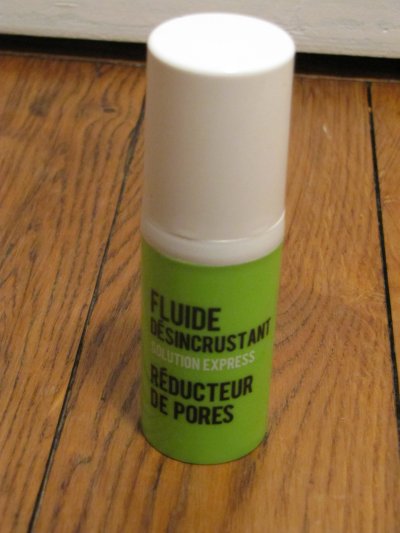 FLUIDE
DÉSINCRUSTANT
SOLUTION EXPRESS
RÉDUCTEUR
DE PORES